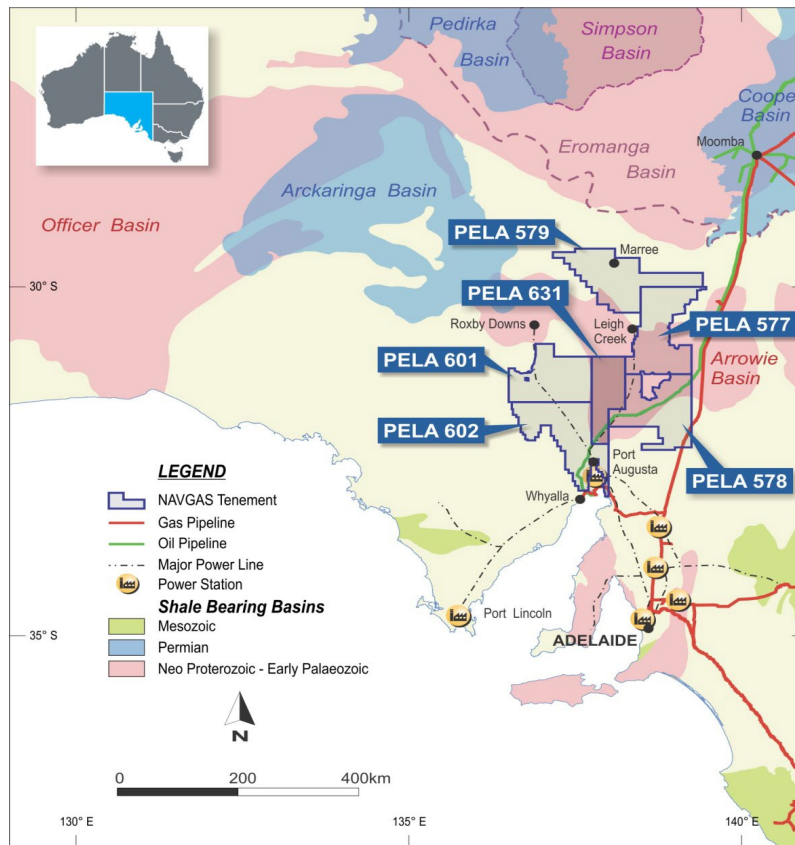 Pedirka
Basin
Simpson
Basin
Cooper
Basin
Moomba
Eromanga
Basin
Arckaringa Basin
Officer Basin
PELA 579
Marree
30° S
PELA 631
Roxby Downs
Leigh
Creek
PELA 577
PELA 601
Arrowie
Basin
PELA 602
Port
Augusta
PELA 578
Whyalla
LEGEND
NAVGAS Tenement
Gas Pipeline
Oil Pipeline
Major Power Line
Power Station
Shale Bearing Basins
Mesozoic
Permian
Neo Proterozoic - Early Palaeozoic
Port Lincoln
35° S
ADELAIDE
N
0
200
400km
130° E
135° E
140° E